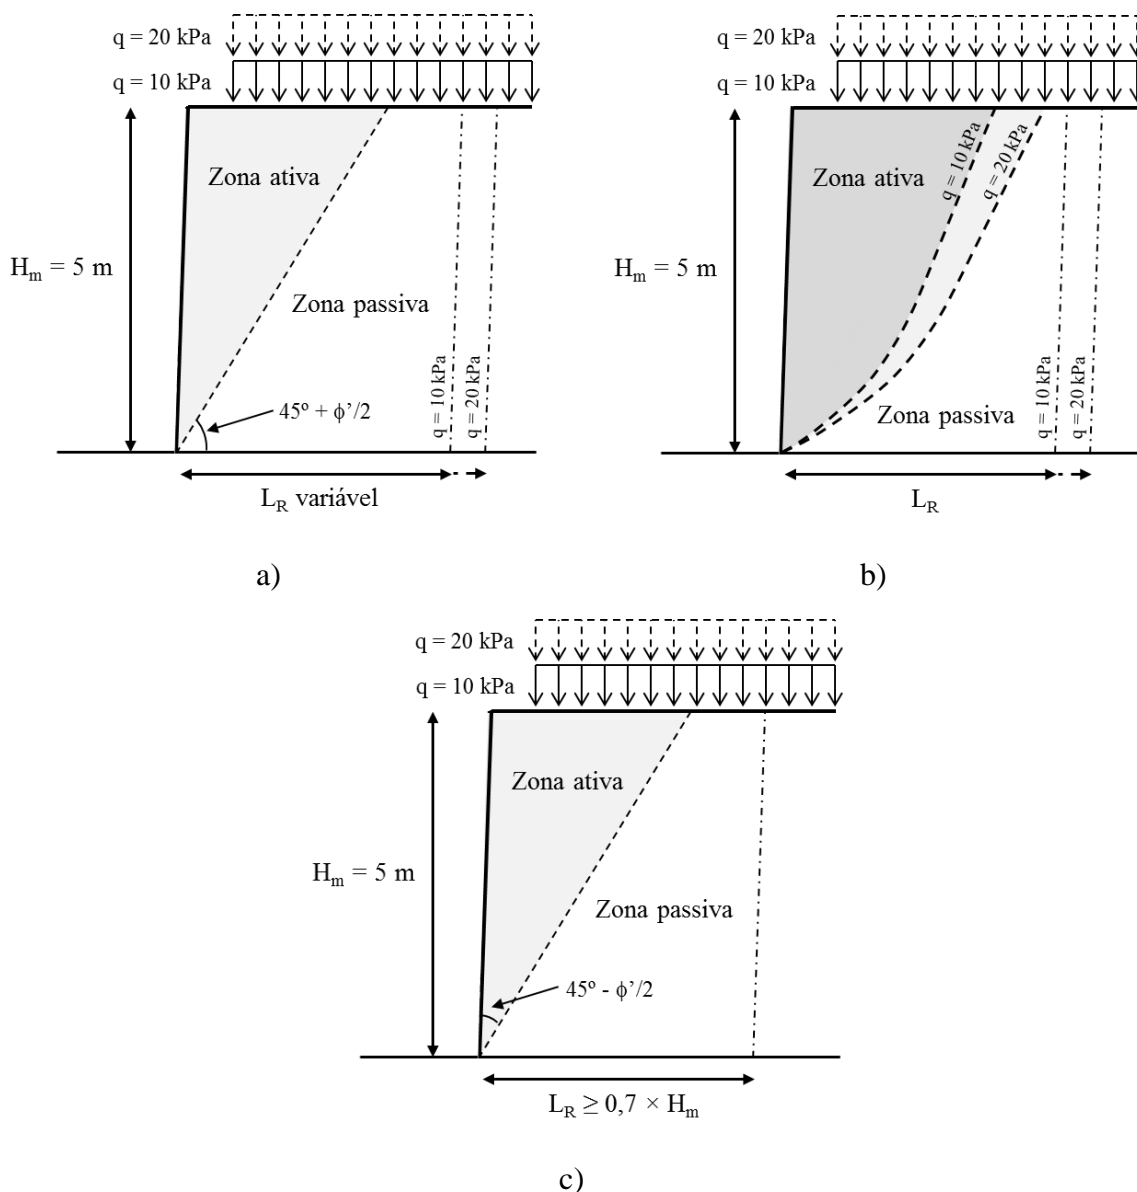 q = 20 kPa
q = 10 kPa
Zona ativa
H_m = 5 m
Zona passiva
45º + ϕ’/2
q = 10 kPa
q = 20 kPa
L_R variável
a)
q = 20 kPa
q = 10 kPa
q = 10 kPa
q = 20 kPa
Zona ativa
H_m = 5 m
Zona passiva
q = 10 kPa
q = 20 kPa
L_R
b)
q = 20 kPa
q = 10 kPa
Zona ativa
H_m = 5 m
Zona passiva
45º - ϕ’/2
L_R ≥ 0,7 × H_m
c)